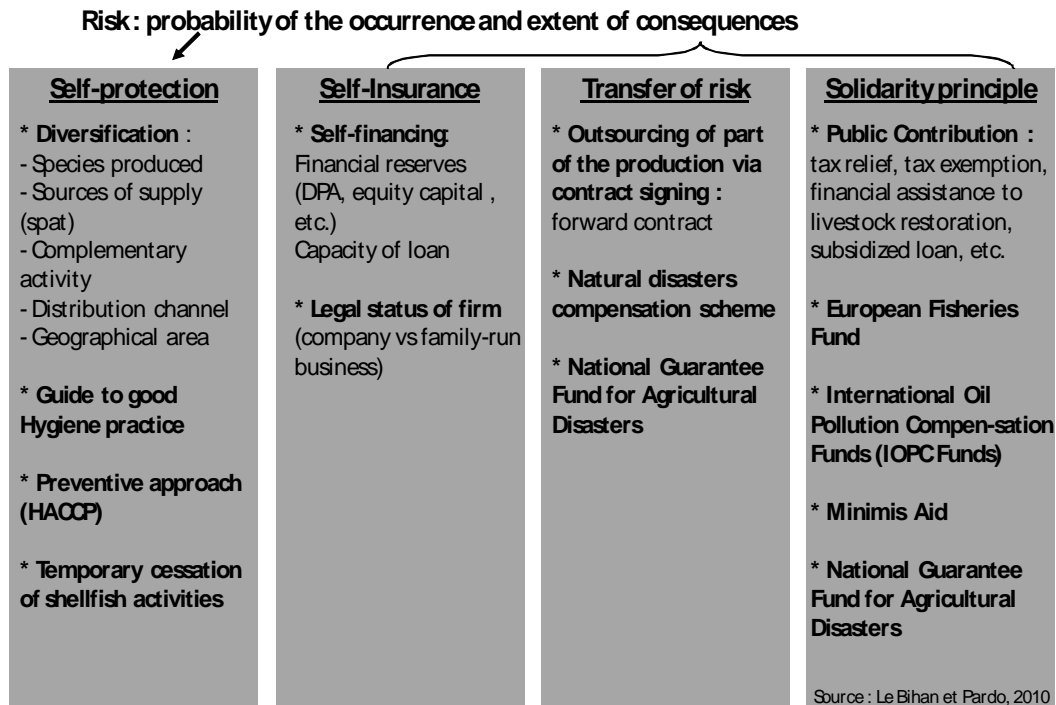 Risk : probability of the occurrence and extent of consequences
Self-protection
* Diversification :
- Species produced
- Sources of supply
(spat)
- Complementary
activity
- Distribution channel
- Geographical area
* Guide to good
Hygiene practice
* Preventive approach
(HACCP)
* Temporary cessation
of shellfish activities
Self-Insurance
* Self-financing:
Financial reserves
(DPA, equity capital ,
etc.)
Capacity of loan
* Legal status of firm
(company vs family-run
business)
Transfer of risk
* Outsourcing of part
of the production via
contract signing :
forward contract
* Natural disasters
compensation scheme
* National Guarantee
Fund for Agricultural
Disasters
Solidarity principle
* Public Contribution :
tax relief, tax exemption,
financial assistance to
livestock restoration,
subsidized loan, etc.
* European Fisheries
Fund
* International Oil
Pollution Compen-sation
Funds (IOPC Funds)
* Minimis Aid
* National Guarantee
Fund for Agricultural
Disasters
Source : Le Bihan et Pardo, 2010